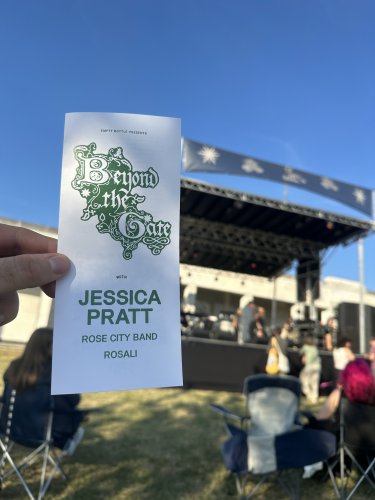 EMPTY BOTTLE PRESENTS
Beyond
the
Gate
WITH
JESSICA
PRATT
ROSE CITY BAND
ROSALI